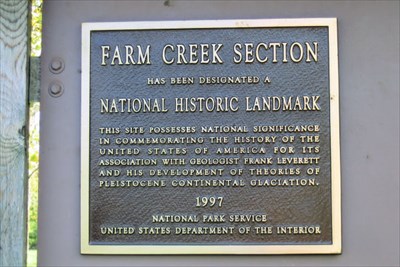 FARM CREEK SECTION
HAS BEEN DESIGNATED A
NATIONAL HISTORIC LANDMARK
THIS SITE POSSESSES NATIONAL SIGNIFICANCE
IN COMMEMORATING THE HISTORY OF THE
UNITED STATES OF AMERICA FOR ITS
ASSOCIATION WITH GEOLOGIST FRANK LEVERETT
AND HIS DEVELOPMENT OF THEORIES OF
PLEISTOCENE CONTINENTAL GLACIATION.
1997
NATIONAL PARK SERVICE
UNITED STATES DEPARTMENT OF THE INTERIOR